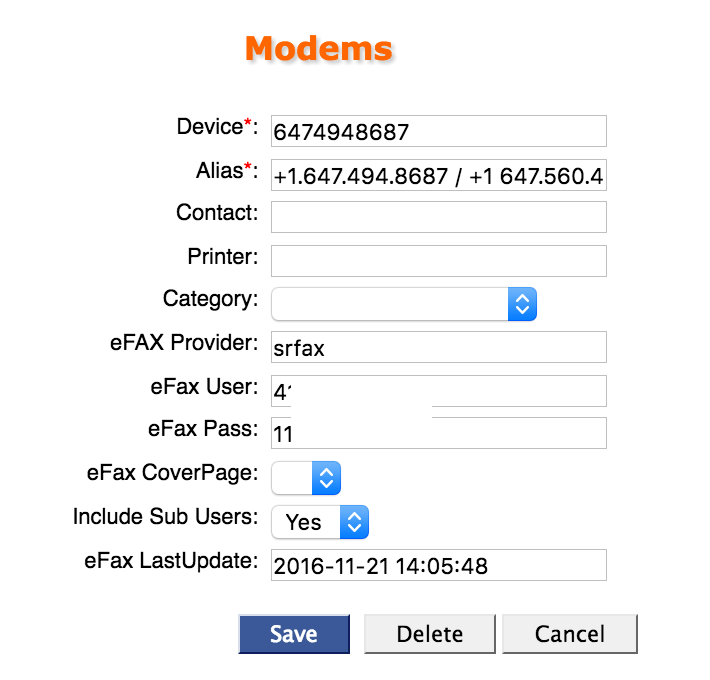 Modems
Device*: 6474948687
Alias*: +1.647.494.8687 / +1 647.560.4
Contact:
Printer:
Category:
eFAX Provider: srfax
eFax User: 4
eFax Pass: 11
eFax CoverPage:
Include Sub Users: Yes
eFax LastUpdate: 2016-11-21 14:05:48
Save Delete Cancel